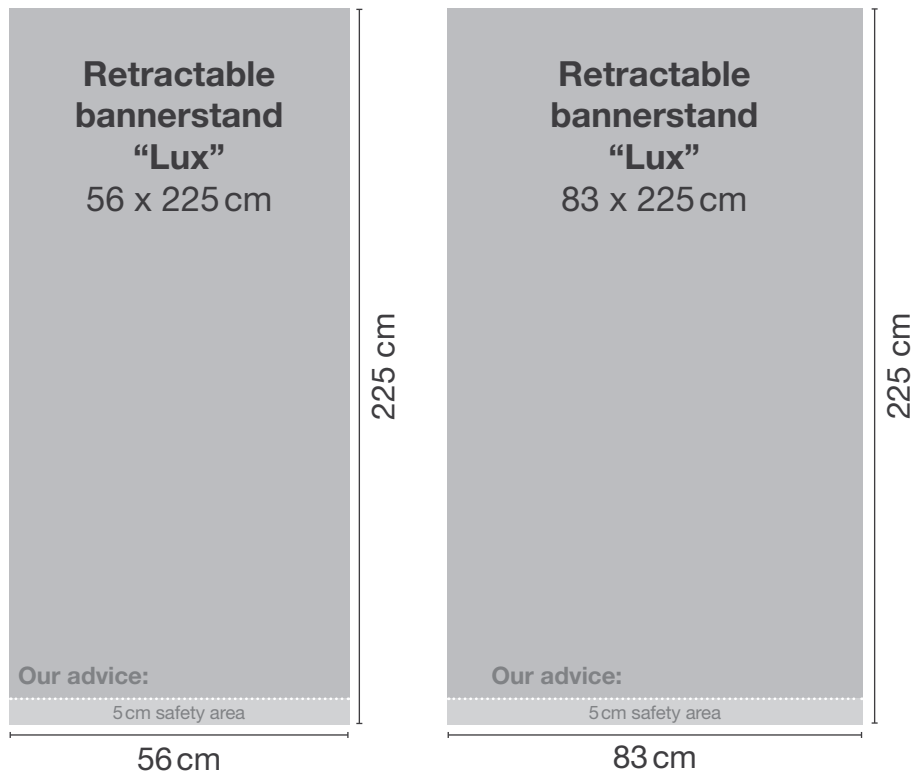 Retractable
bannerstand
“Lux”
56 x 225 cm
225 cm
Our advice:
5 cm safety area
56 cm
Retractable
bannerstand
“Lux”
83 x 225 cm
225 cm
Our advice:
5 cm safety area
83 cm